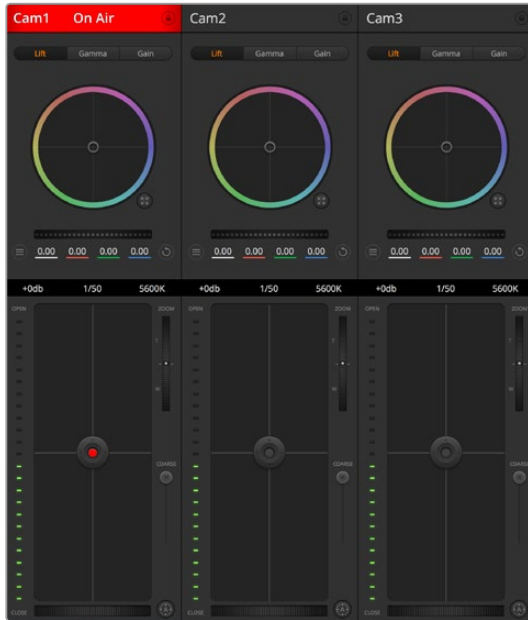 Cam1 On Air
Cam2
Cam3
Lift Gamma Gain
Lift Gamma Gain
Lift Gamma Gain
0.00 0.00 0.00 0.00
0.00 0.00 0.00 0.00
0.00 0.00 0.00 0.00
+0db 1/50 5600K
+0db 1/50 5600K
+0db 1/50 5600K
OPEN ZOOM
OPEN ZOOM
OPEN ZOOM
T
T
T
W
W
W
COARSE
COARSE
COARSE
CLOSE A
CLOSE A
CLOSE A